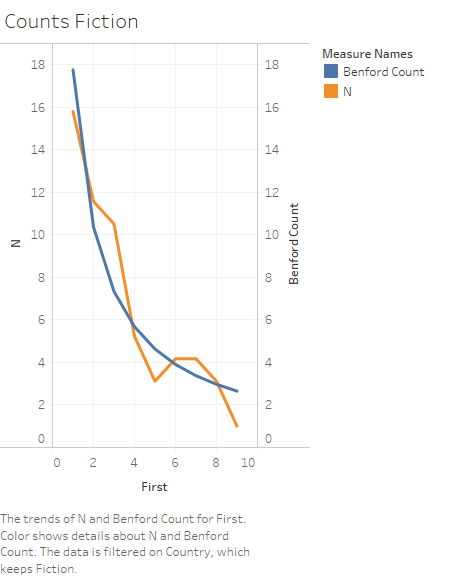 Counts Fiction
Measure Names
Benford Count
N
18
16
14
12
10
8
6
4
2
0
N
18
16
14
12
10
8
6
4
2
0
Benford Count
0 2 4 6 8 10
First
The trends of N and Benford Count for First.
Color shows details about N and Benford
Count. The data is filtered on Country, which
keeps Fiction.